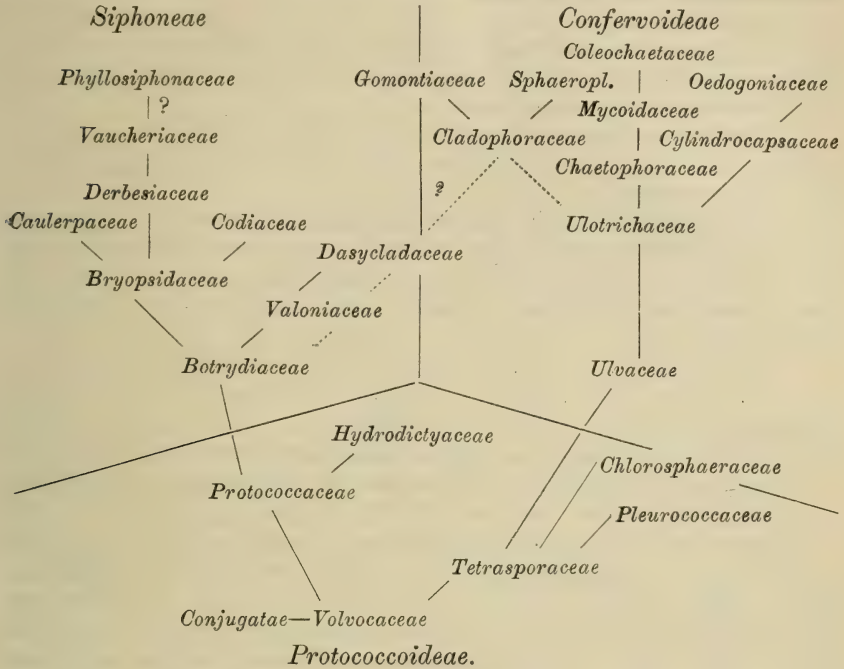 Siphoneae Confervoideae
Coleochaetaceae
Phyllosiphonaceae Gomontiaceae Sphaeropl. Oedogoniaceae
?
Mycoidaceae
Vaucheriaceae Cladophoraceae Cylindrocapsaceae
Chaetophoraceae
Derbesiaceae ?
Caulerpaceae Codiaceae Ulotrichaceae
Dasycladaceae
Bryopsidaceae
Valoniaceae
Botrydiaceae Ulvaceae
Hydrodictyaceae
Chlorosphaeraceae
Protococcaceae
Pleurococcaceae
Tetrasporaceae
Conjugatae—Volvocaceae
Protococcoideae.